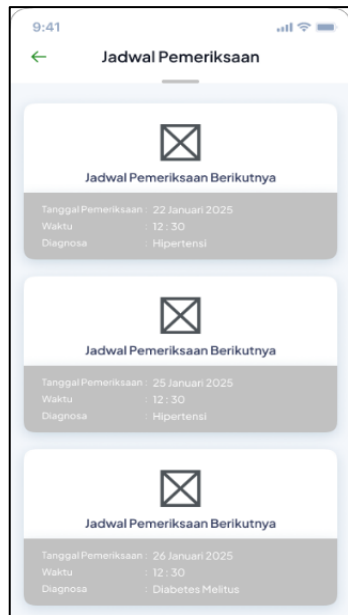 9:41
Jadwal Pemeriksaan
Jadwal Pemeriksaan Berikutnya
Tanggal Pemeriksaan : 22 Januari 2025
Waktu : 12 : 30
Diagnosa : Hipertensi
Jadwal Pemeriksaan Berikutnya
Tanggal Pemeriksaan : 25 Januari 2025
Waktu : 12 : 30
Diagnosa : Hipertensi
Jadwal Pemeriksaan Berikutnya
Tanggal Pemeriksaan : 26 Januari 2025
Waktu : 12 : 30
Diagnosa : Diabetes Melitus